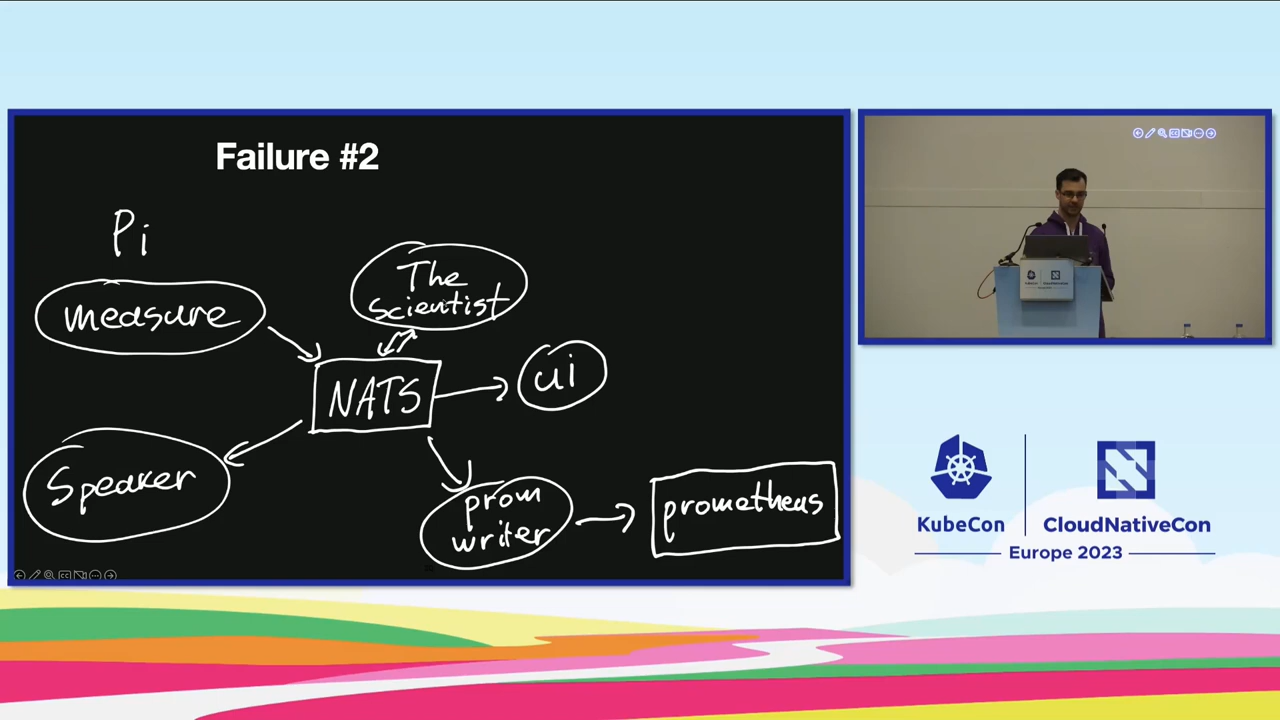 Failure #2
Pi
measure
The
scientist
NATS
ui
Speaker
prom
writer
prometheus
KubeCon
CloudNativeCon
Europe 2023